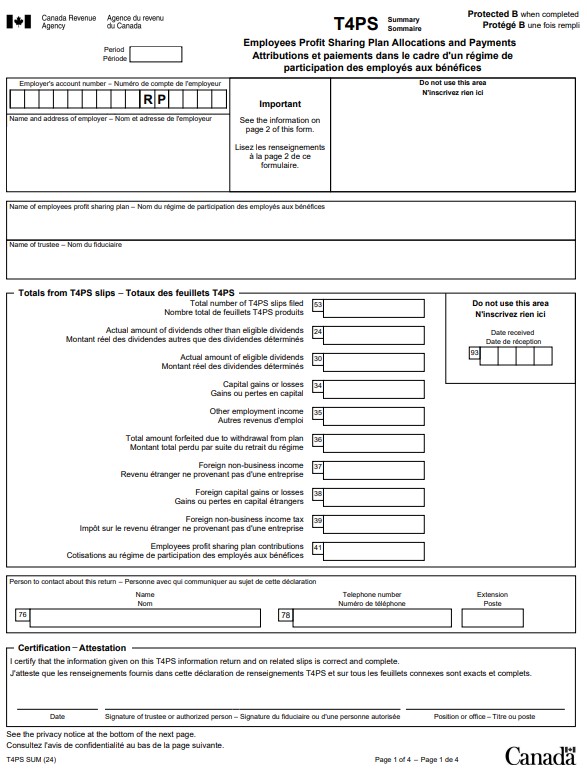 Canada Revenue Agence du revenu
Agency du Canada
T4PS Summary
Sommaire
Protected B when completed
Protégé B une fois rempli
Period
Période
Employees Profit Sharing Plan Allocations and Payments
Attributions et paiements dans le cadre d'un régime de
participation des employés aux bénéfices
Employer's account number – Numéro de compte de l'employeur
R P
Name and address of employer – Nom et adresse de l'employeur
Important
See the information on
page 2 of this form.
Lisez les renseignements
à la page 2 de ce
formulaire.
Do not use this area
N'inscrivez rien ici
Name of employees profit sharing plan – Nom du régime de participation des employés aux bénéfices
Name of trustee – Nom du fiduciaire
Totals from T4PS slips – Totaux des feuillets T4PS
Total number of T4PS slips filed 53
Nombre total de feuillets T4PS produits
Actual amount of dividends other than eligible dividends 24
Montant réel des dividendes autres que des dividendes déterminés
Actual amount of eligible dividends 30
Montant réel des dividendes déterminés
Capital gains or losses 34
Gains ou pertes en capital
Other employment income 35
Autres revenus d'emploi
Total amount forfeited due to withdrawal from plan 36
Montant total perdu par suite du retrait du régime
Foreign non-business income 37
Revenu étranger ne provenant pas d'une entreprise
Foreign capital gains or losses 38
Gains ou pertes en capital étrangers
Foreign non-business income tax 39
Impôt sur le revenu étranger ne provenant pas d'une entreprise
Employees profit sharing plan contributions 41
Cotisations au régime de participation des employés aux bénéfices
Do not use this area
N'inscrivez rien ici
Date received
Date de réception
93
Person to contact about this return – Personne avec qui communiquer au sujet de cette déclaration
Name Telephone number Extension
Nom Numéro de téléphone Poste
76 78
Certification – Attestation
I certify that the information given on this T4PS information return and on related slips is correct and complete.
J'atteste que les renseignements fournis dans cette déclaration de renseignements T4PS et sur tous les feuillets connexes sont exacts et complets.
Date Signature of trustee or authorized person – Signature du fiduciaire ou d'une personne autorisée Position or office – Titre ou poste
See the privacy notice at the bottom of the next page.
Consultez l'avis de confidentialité au bas de la page suivante.
T4PS SUM (24) Page 1 of 4 – Page 1 de 4
Canada